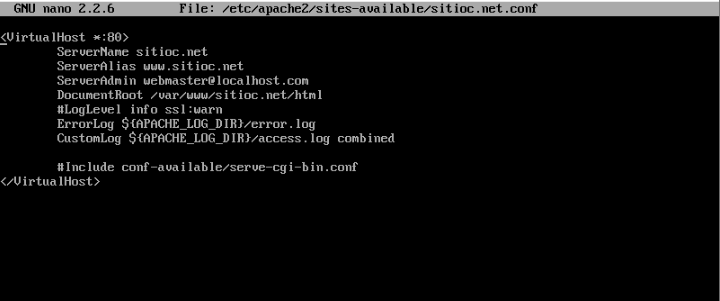 GNU nano 2.2.6 File: /etc/apache2/sites-available/sitioc.net.conf
<VirtualHost *:80>
ServerName sitioc.net
ServerAlias www.sitioc.net
ServerAdmin webmaster@localhost.com
DocumentRoot /var/www/sitioc.net/html
#LogLevel info ssl:warn
ErrorLog ${APACHE_LOG_DIR}/error.log
CustomLog ${APACHE_LOG_DIR}/access.log combined
#Include conf-available/serve-cgi-bin.conf
</VirtualHost>